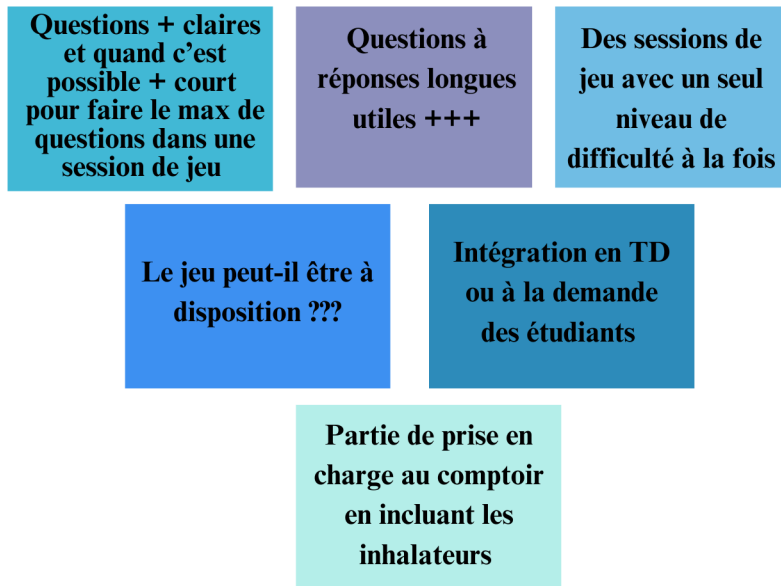 Questions + claires
et quand c’est
possible + court
pour faire le max de
questions dans une
session de jeu
Questions à
réponses longues
utiles +++
Des sessions de
jeu avec un seul
niveau de
difficulté à la fois
Le jeu peut-il être à
disposition ???
Intégration en TD
ou à la demande
des étudiants
Partie de prise en
charge au comptoir
en incluant les
inhalateurs